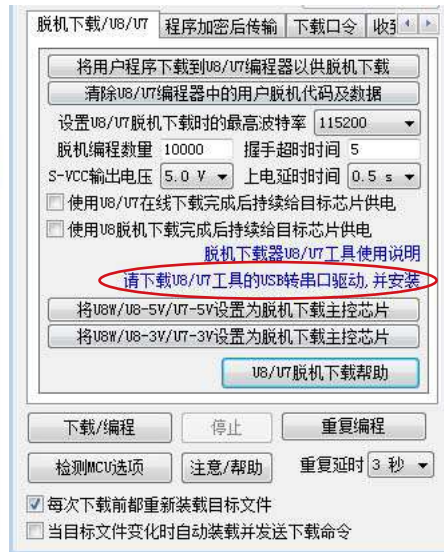 脱机下载/U8/U7 程序加密后传输 下载口令
将用户程序下载到U8/U7编程器以供脱机下载
清除U8/U7编程器中的用户脱机代码及数据
设置U8/U7脱机下载时的最高波特率 115200
脱机编程数量 10000 握手超时时间 5
S-VCC输出电压 5.0 V 上电延时时间 0.5 s
使用U8/U7在线下载完成后持续给目标芯片供电
使用U8脱机下载完成后持续给目标芯片供电
脱机下载器U8/U7工具使用说明
请下载U8/U7工具的USB转串口驱动,并安装
将U8W/U8-5V/U7-5V设置为脱机下载主控芯片
将U8W/U8-3V/U7-3V设置为脱机下载主控芯片
U8/U7脱机下载帮助
下载/编程 停止 重复编程
检测MCU选项 注意/帮助 重复延时 3 秒
每次下载前都重新装载目标文件
当目标文件变化时自动装载并发送下载命令